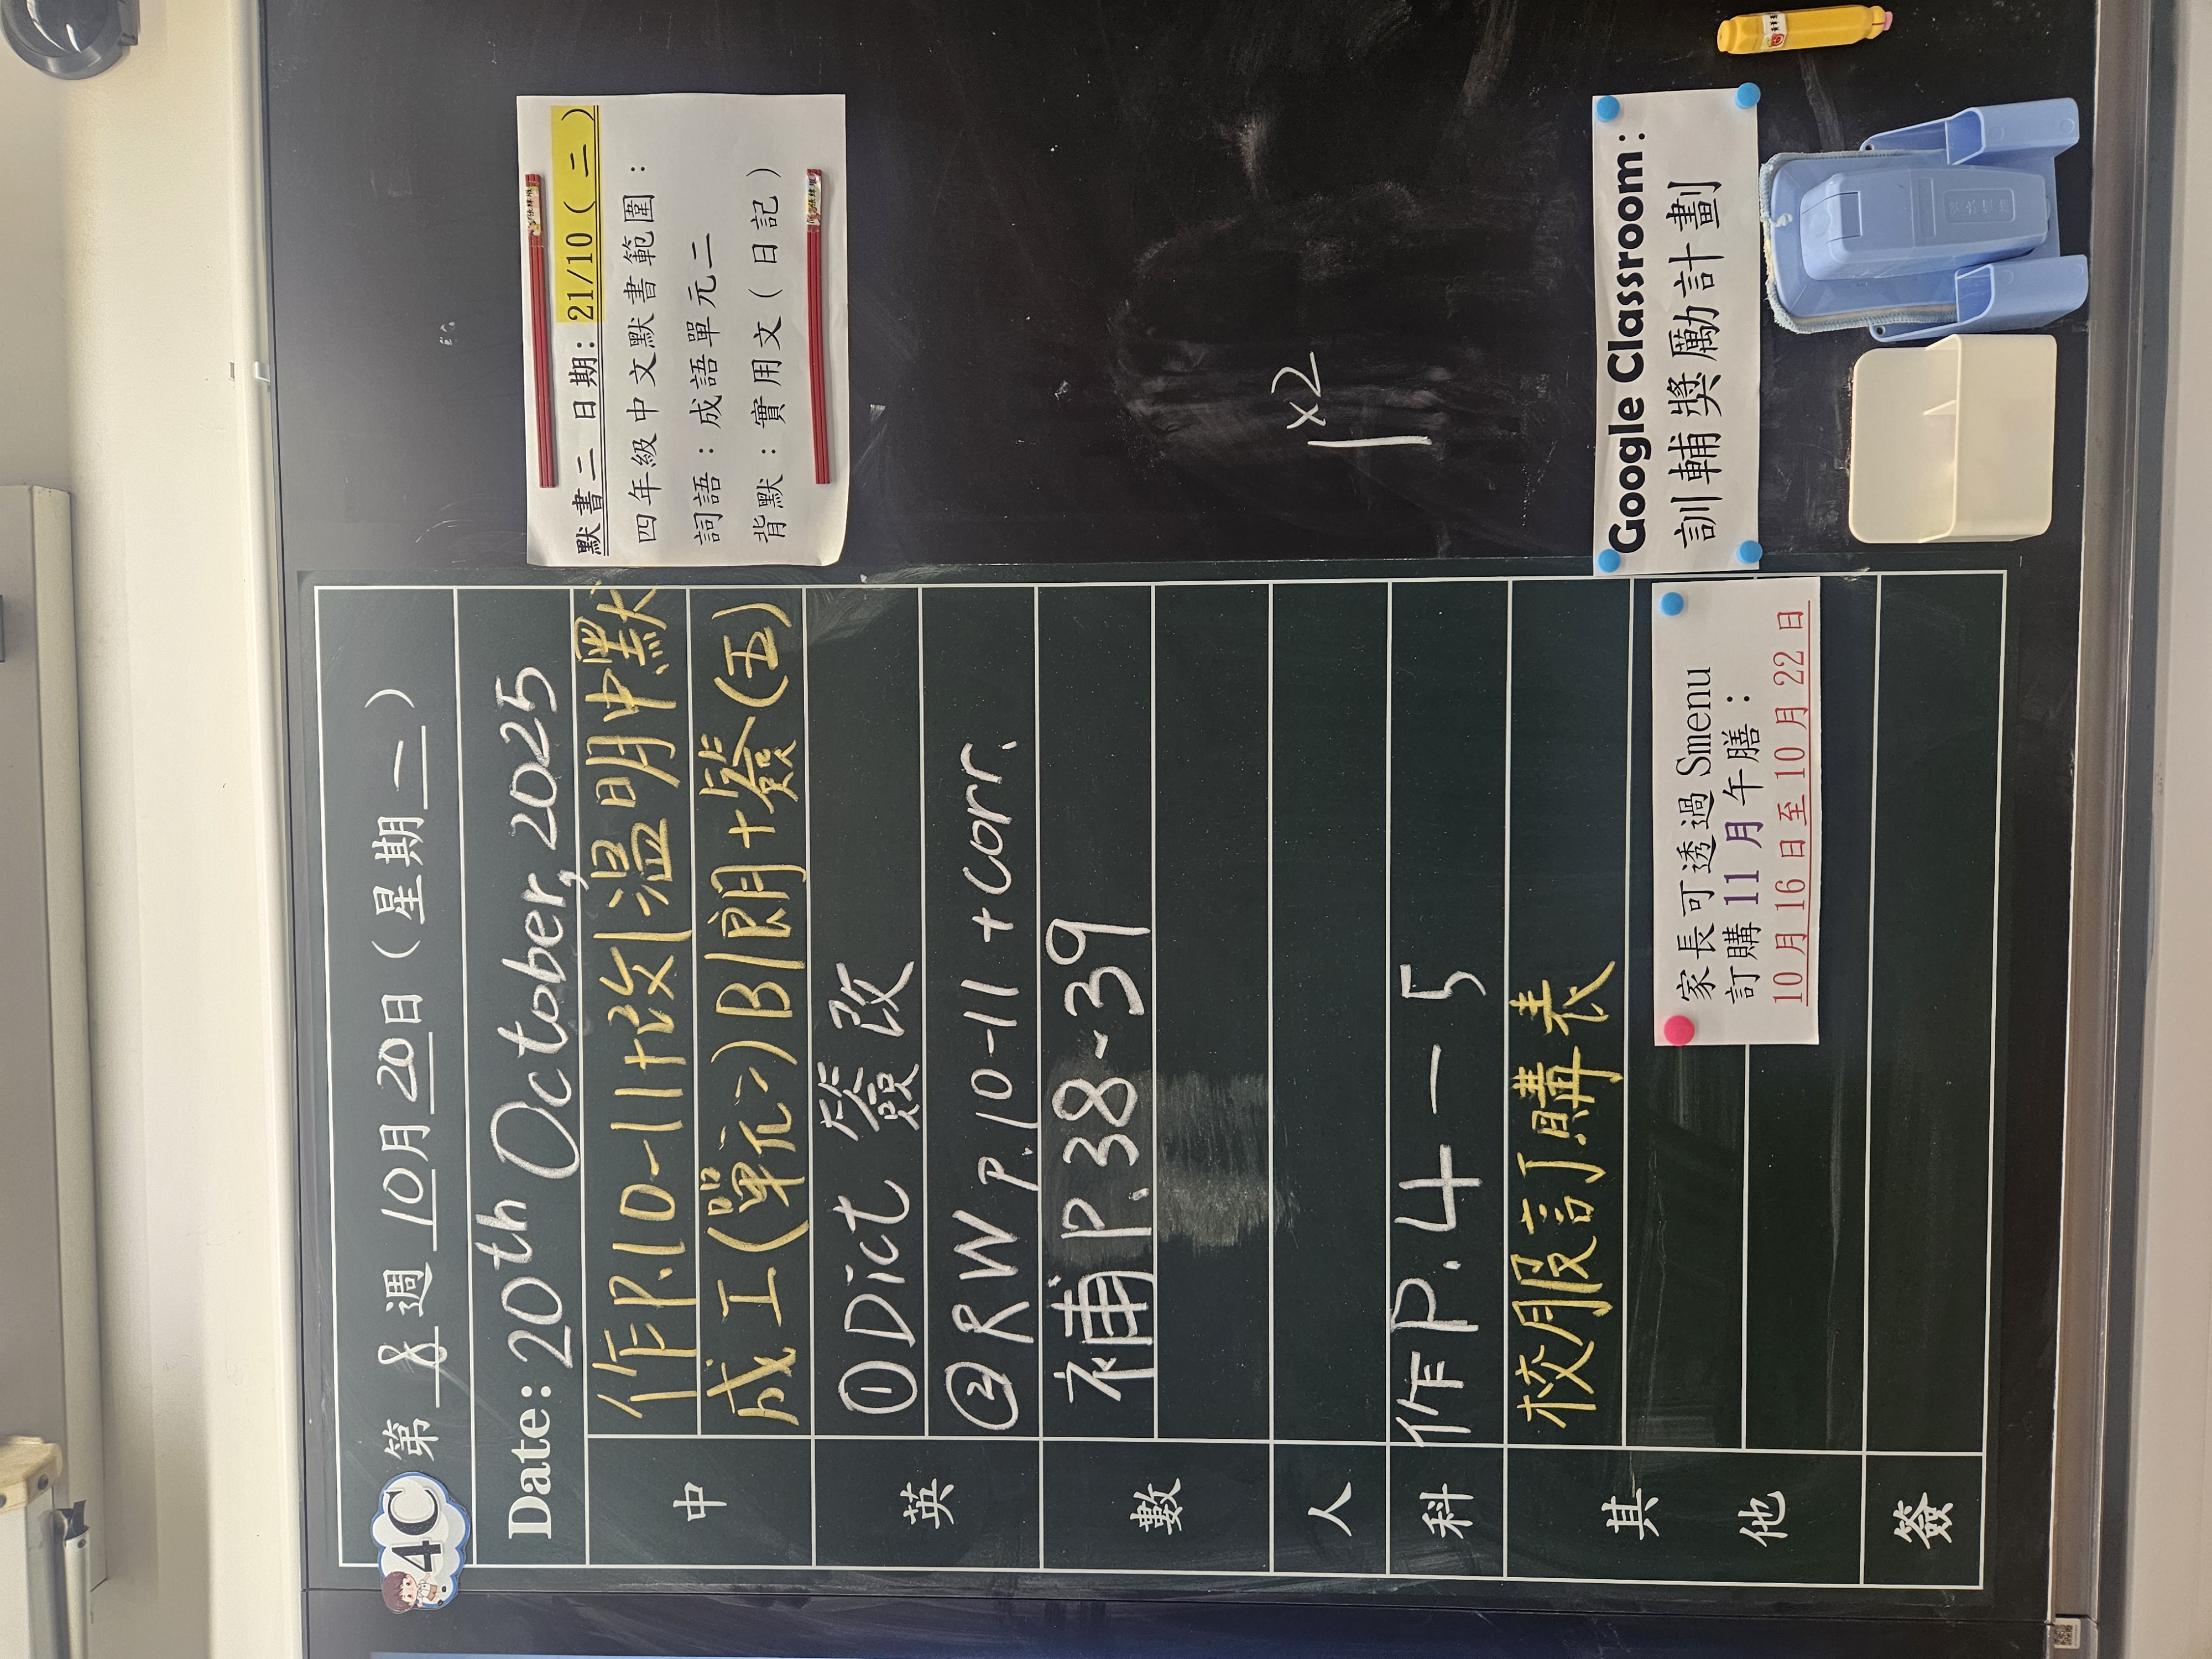 4C 第 8 週 10月20日（星期一）
Date: 20th October, 2025
中
作P.10-11+改|温明中默
成工(單元二)B|朗+簽(五)
英
①Dict 簽改
②RW p.10-11 + corr.
數
補P.38~39
人
科
作P.4-5
其他
校服訂購表
簽
家長可透過 Smenu
訂購 11 月午膳：
10 月 16 日至 10 月 22 日
默書二 日期: 21/10 (二)
四年級中文默書範圍：
詞語：成語單元二
背默：實用文（日記）
1 x2
Google Classroom:
訓輔獎勵計劃